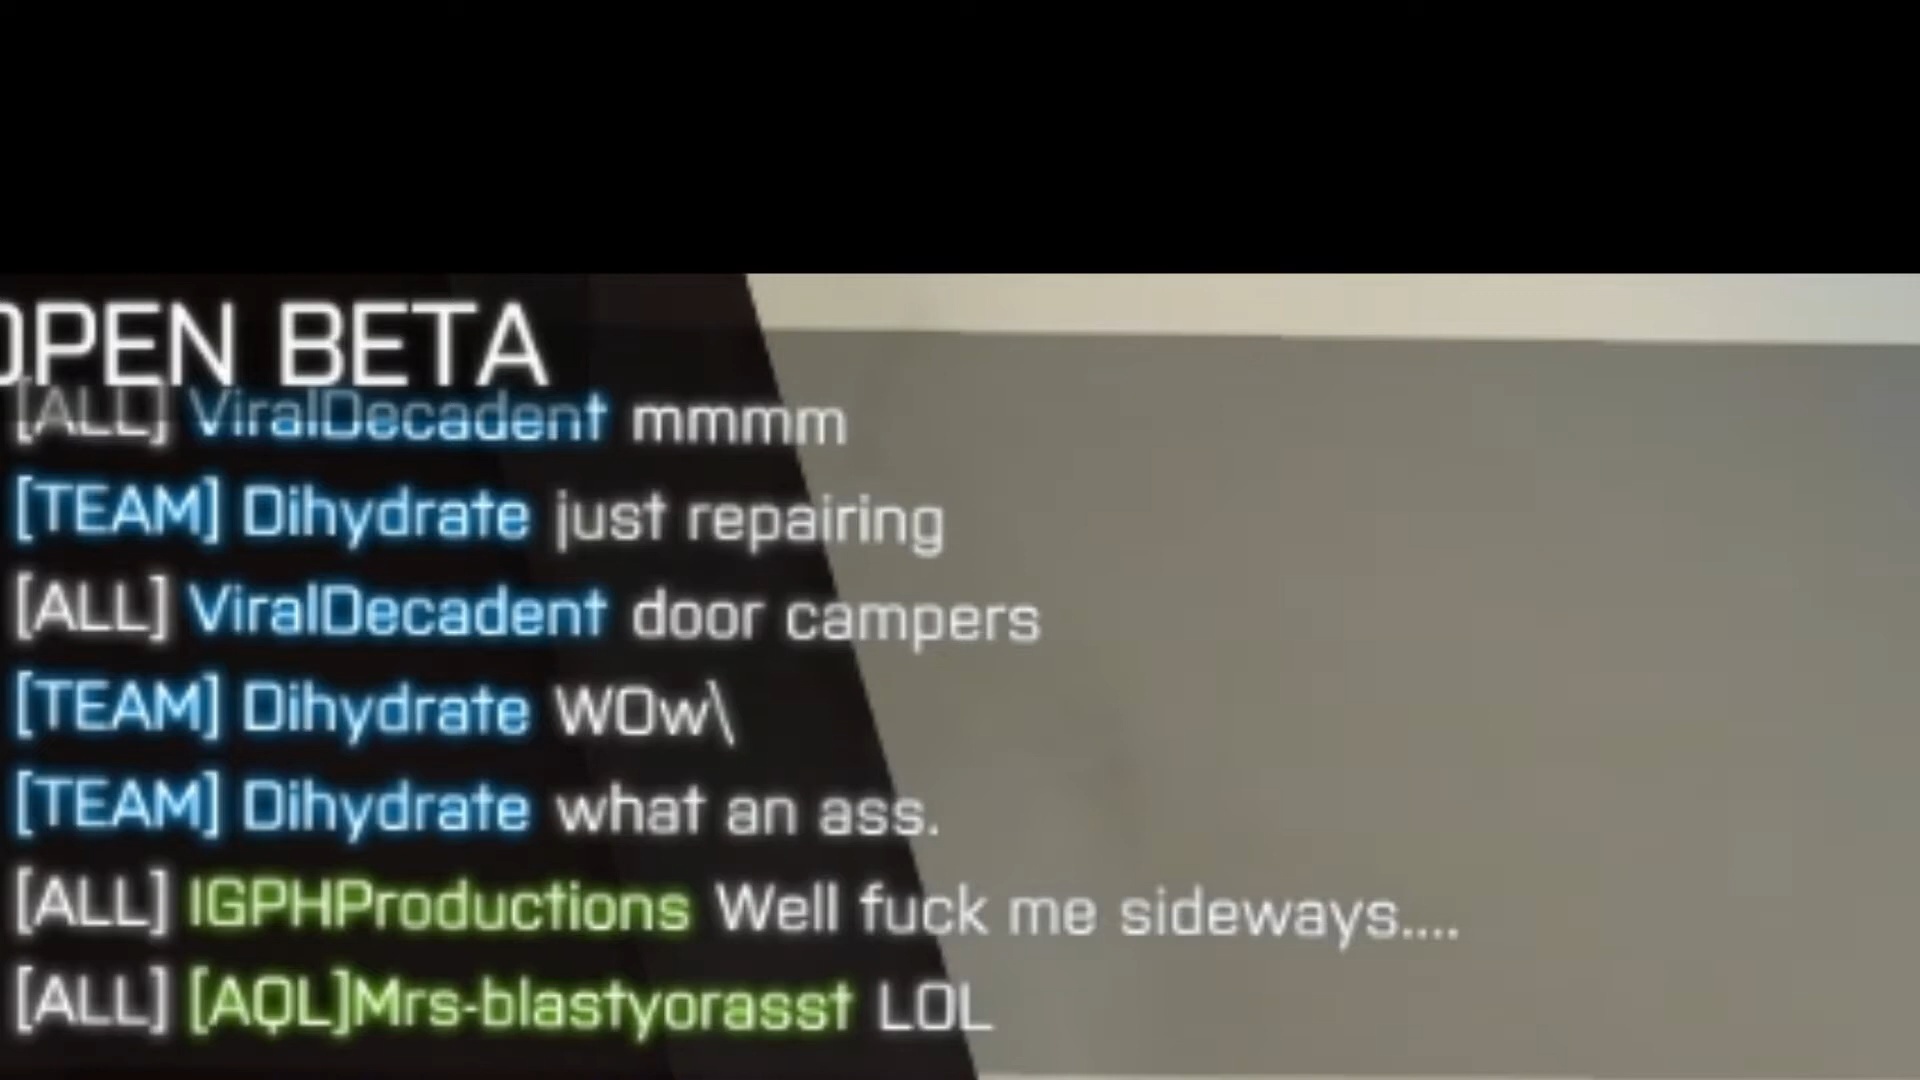 OPEN BETA
[ALL] ViralDecadent mmmm
[TEAM] Dihydrate just repairing
[ALL] ViralDecadent door campers
[TEAM] Dihydrate WOw\
[TEAM] Dihydrate what an ass.
[ALL] IGPHProductions Well fuck me sideways....
[ALL] [AQL]Mrs-blastyorasst LOL